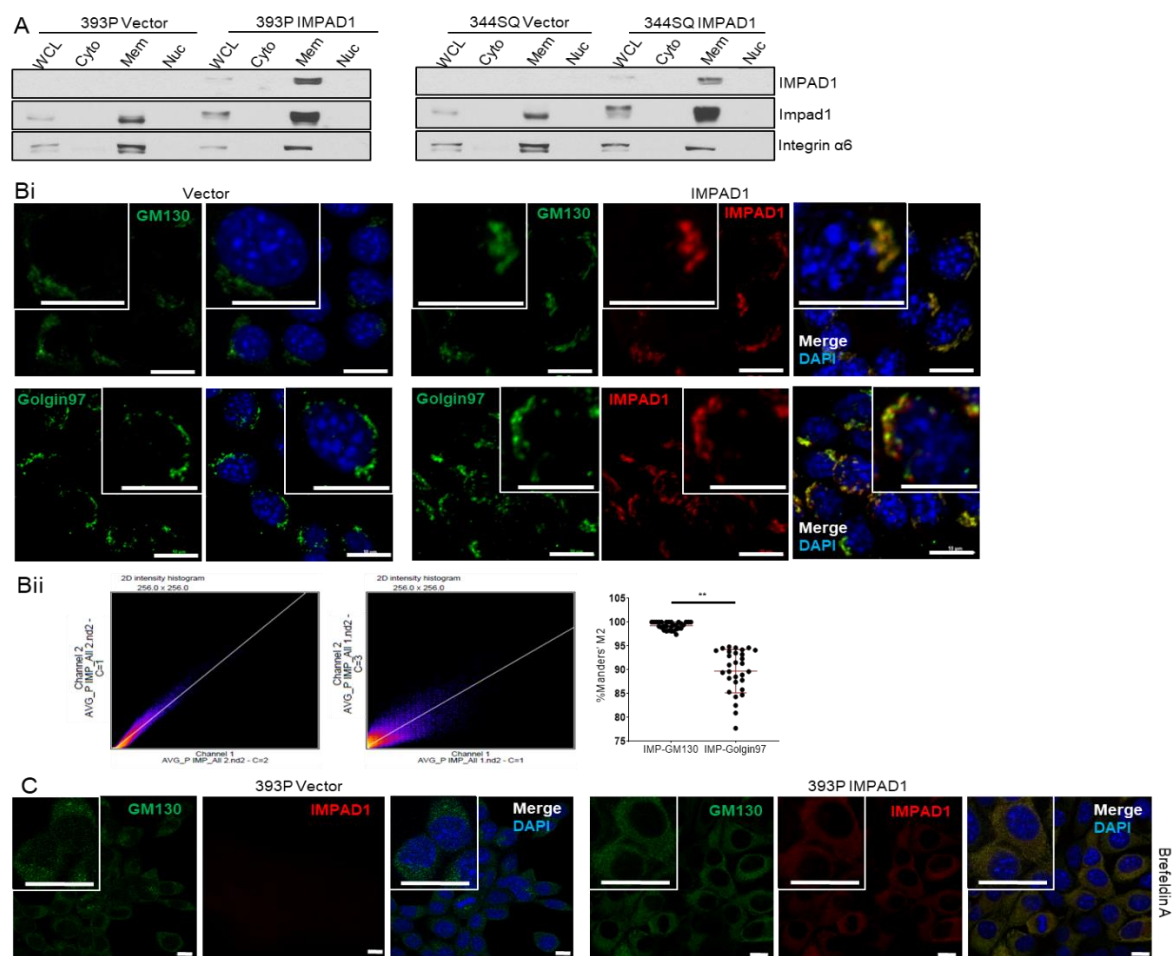 A
393P Vector
393P IMPAD1
344SQ Vector
344SQ IMPAD1
WCL
Cyto
Mem
Nuc
WCL
Cyto
Mem
Nuc
WCL
Cyto
Mem
Nuc
WCL
Cyto
Mem
Nuc
IMPAD1
Impad1
Integrin α6
Bi
Vector
IMPAD1
GM130
GM130
IMPAD1
Merge
DAPI
Golgin97
Golgin97
IMPAD1
Merge
DAPI
Bii
2D intensity histogram
256.0 x 256.0
Channel 2
AVG_P IMP_All 2.nd2 -
C=1
Channel 1
AVG_P IMP_All 2.nd2 - C=2
2D intensity histogram
256.0 x 256.0
Channel 2
AVG_P IMP_All 1.nd2 -
C=3
Channel 1
AVG_P IMP_All 1.nd2 - C=1
%Manders' M2
105
100
95
90
85
80
75
**
IMP-GM130
IMP-Golgin97
C
393P Vector
393P IMPAD1
GM130
IMPAD1
Merge
DAPI
GM130
IMPAD1
Merge
DAPI
Brefeldin A